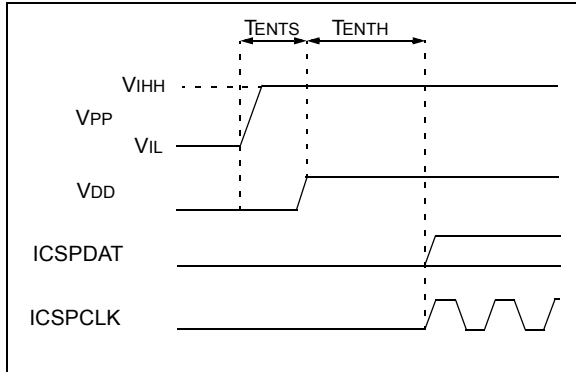 TENTS TENTH
VIHH
VPP
VIL
VDD
ICSPDAT
ICSPCLK